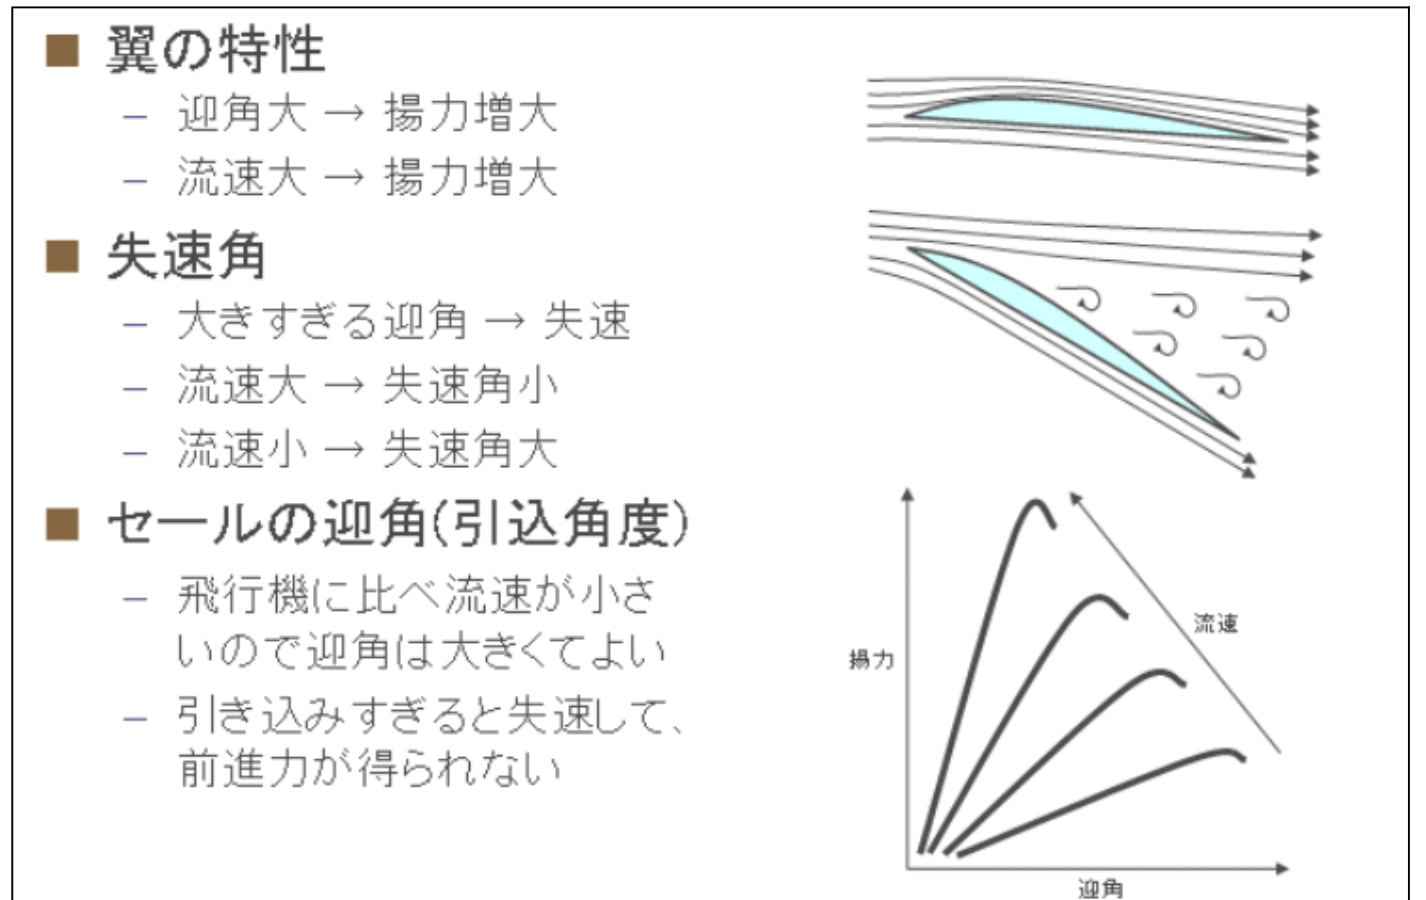 ■ 翼の特性
– 迎角大 → 揚力増大
– 流速大 → 揚力増大
■ 失速角
– 大きすぎる迎角 → 失速
– 流速大 → 失速角小
– 流速小 → 失速角大
■ セールの迎角(引込角度)
– 飛行機に比べ流速が小さ
いので迎角は大きくてよい
– 引き込みすぎると失速して、
前進力が得られない
流速
揚力
迎角